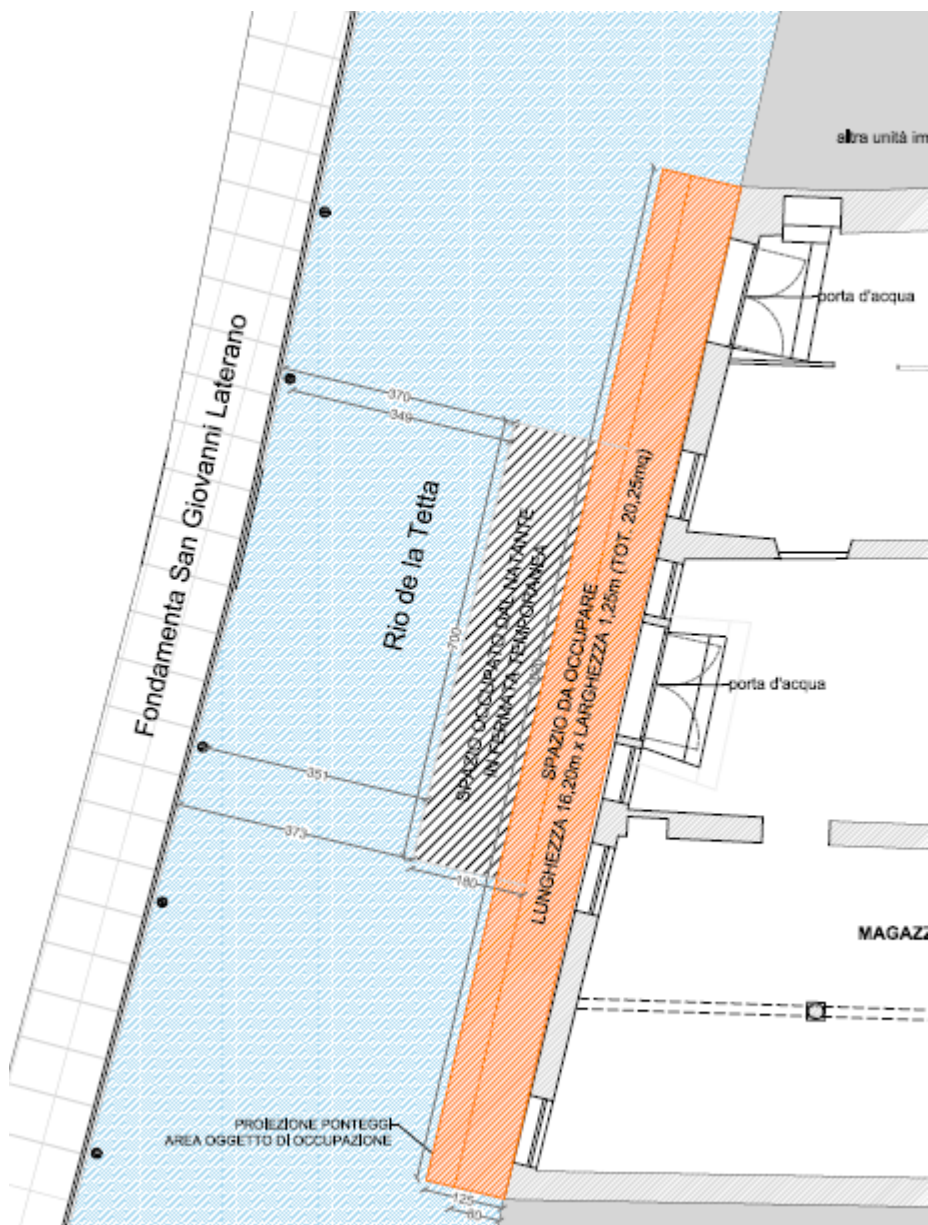 altra unità im
porta d'acqua
Fondamenta San Giovanni Laterano
370
349
Rio de la Tetta
700
SPAZIO OCCUPATO DAL NATANTE
IN FERMATA TEMPORANEA
SPAZIO DA OCCUPARE
LUNGHEZZA 16,20m x LARGHEZZA 1,25m (TOT. 20,25mq)
porta d'acqua
351
373
180
MAGAZZ
PROIEZIONE PONTEGGI
AREA OGGETTO DI OCCUPAZIONE
125
80